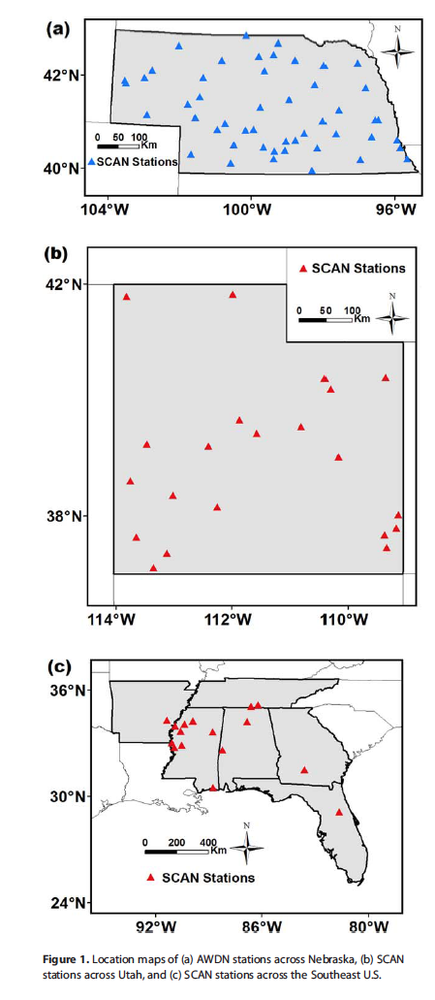 (a)
N
42°N
0 50 100
Km
SCAN Stations
40°N
104°W 100°W 96°W
(b)
SCAN Stations
42°N
N
0 50 100
Km
38°N
114°W 112°W 110°W
(c)
36°N
30°N
N
0 200 400
Km
SCAN Stations
24°N
92°W 86°W 80°W
Figure 1. Location maps of (a) AWDN stations across Nebraska, (b) SCAN
stations across Utah, and (c) SCAN stations across the Southeast U.S.